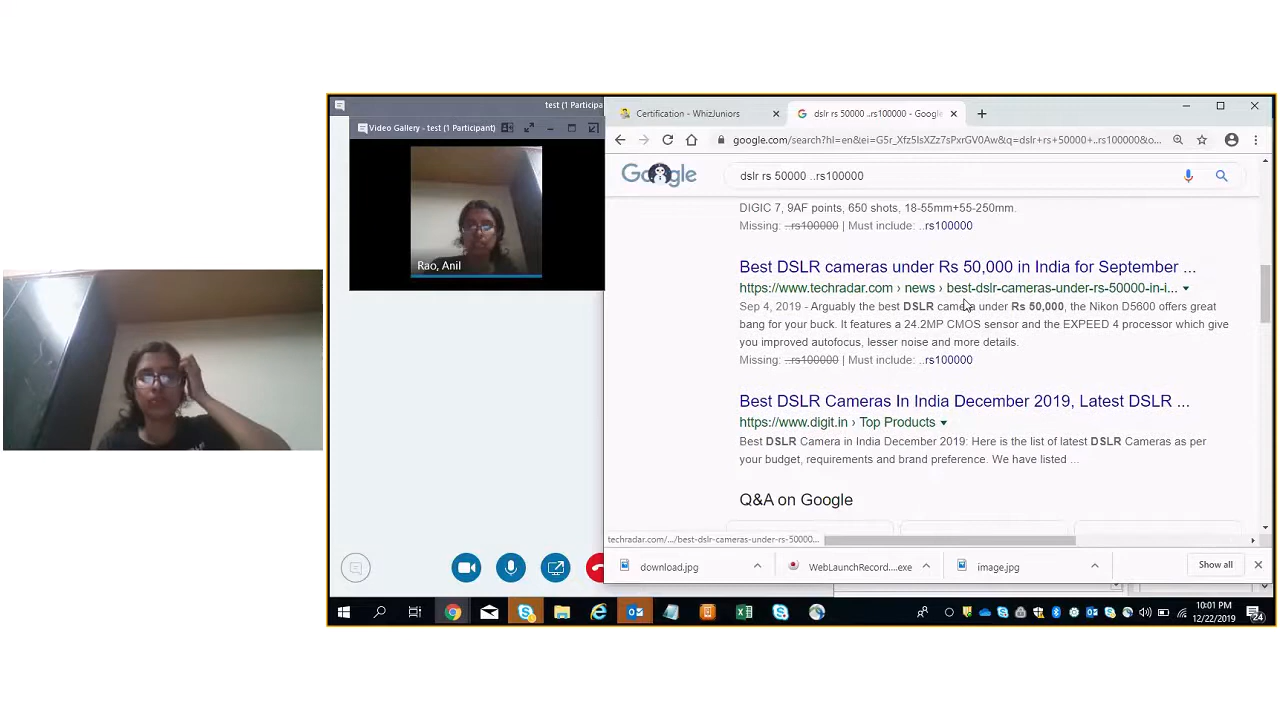 test (1 Participa
Video Gallery - test (1 Participant)
Rao, Anil
Certification - WhizJuniors
dslr rs 50000 ..rs100000 - Google
google.com/search?hl=en&ei=G5r_Xfz5IsXZz7sPxrGV0Aw&q=dslr+rs+50000+..rs100000&o...
Google
dslr rs 50000 ..rs100000
DIGIC 7, 9AF points, 650 shots, 18-55mm+55-250mm.
Missing: ..rs100000 | Must include: ..rs100000
Best DSLR cameras under Rs 50,000 in India for September ...
https://www.techradar.com › news › best-dslr-cameras-under-rs-50000-in-i...
Sep 4, 2019 - Arguably the best DSLR camera under Rs 50,000, the Nikon D5600 offers great
bang for your buck. It features a 24.2MP CMOS sensor and the EXPEED 4 processor which give
you improved autofocus, lesser noise and more details.
Missing: ..rs100000 | Must include: ..rs100000
Best DSLR Cameras In India December 2019, Latest DSLR ...
https://www.digit.in › Top Products
Best DSLR Camera in India December 2019: Here is the list of latest DSLR Cameras as per
your budget, requirements and brand preference. We have listed ...
Q&A on Google
techradar.com/.../best-dslr-cameras-under-rs-50000...
download.jpg
WebLaunchRecord....exe
image.jpg
Show all
10:01 PM
12/22/2019
24